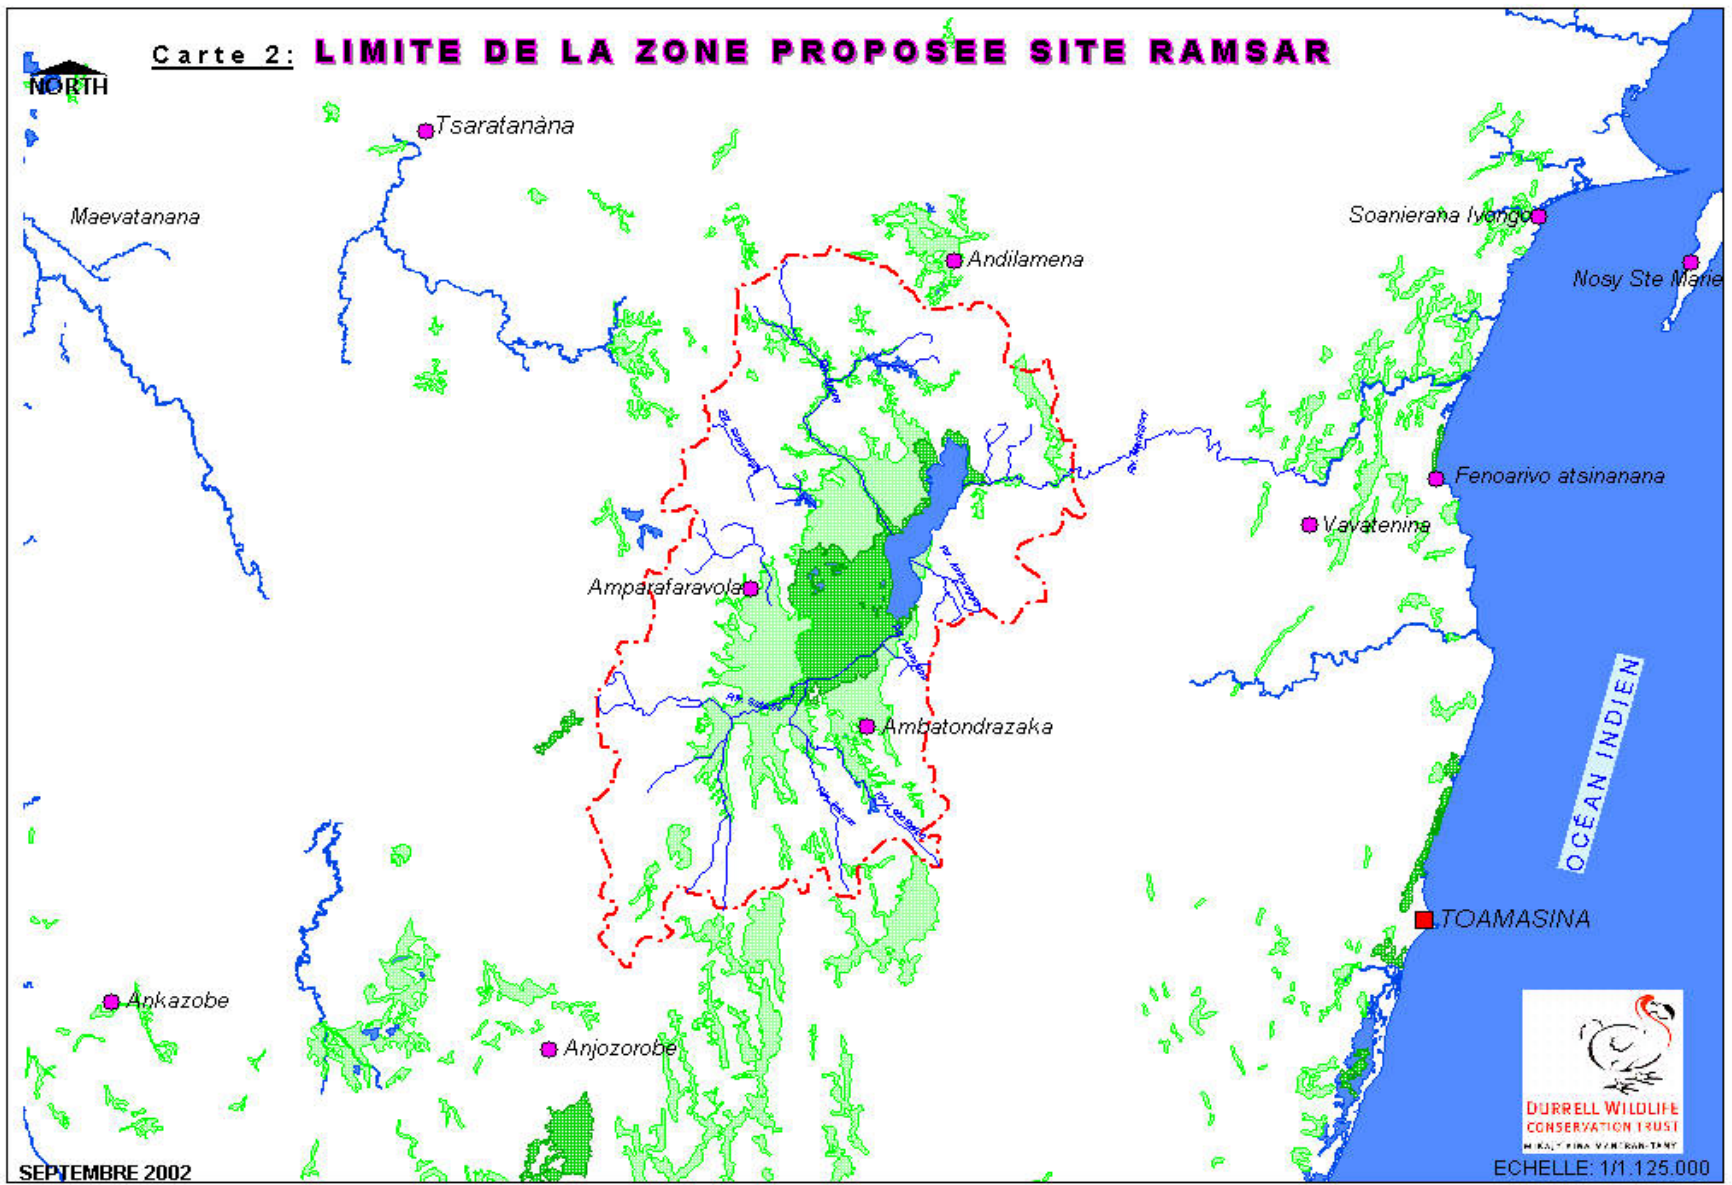 Carte 2: LIMITE DE LA ZONE PROPOSEE SITE RAMSAR
NORTH
Tsaratanàna
Maevatanana
Soanierana Ivongo
Andilamena
Nosy Ste Marie
Fenoarivo atsinanana
Vavatenina
Amparafaravola
Ambatondrazaka
OCÉAN INDIEN
TOAMASINA
Ankazobe
Anjozorobe
DURRELL WILDLIFE
CONSERVATION TRUST
SEPTEMBRE 2002
ECHELLE: 1/1.125.000